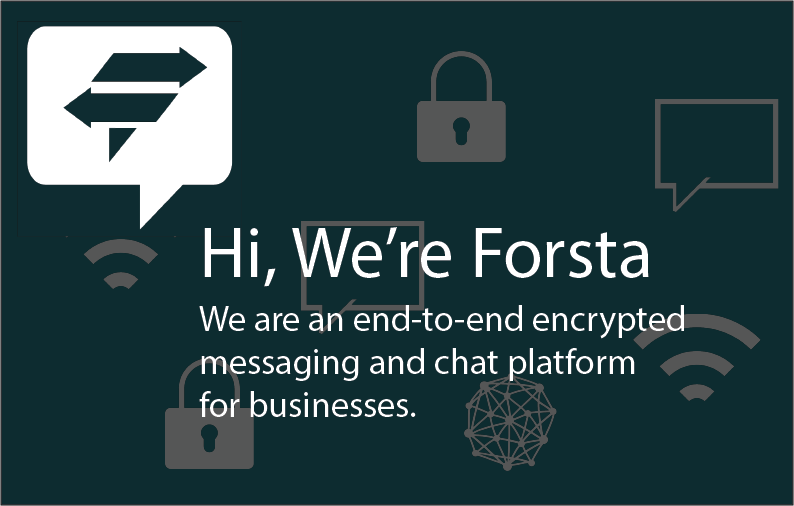 Hi, We’re Forsta
We are an end-to-end encrypted
messaging and chat platform
for businesses.